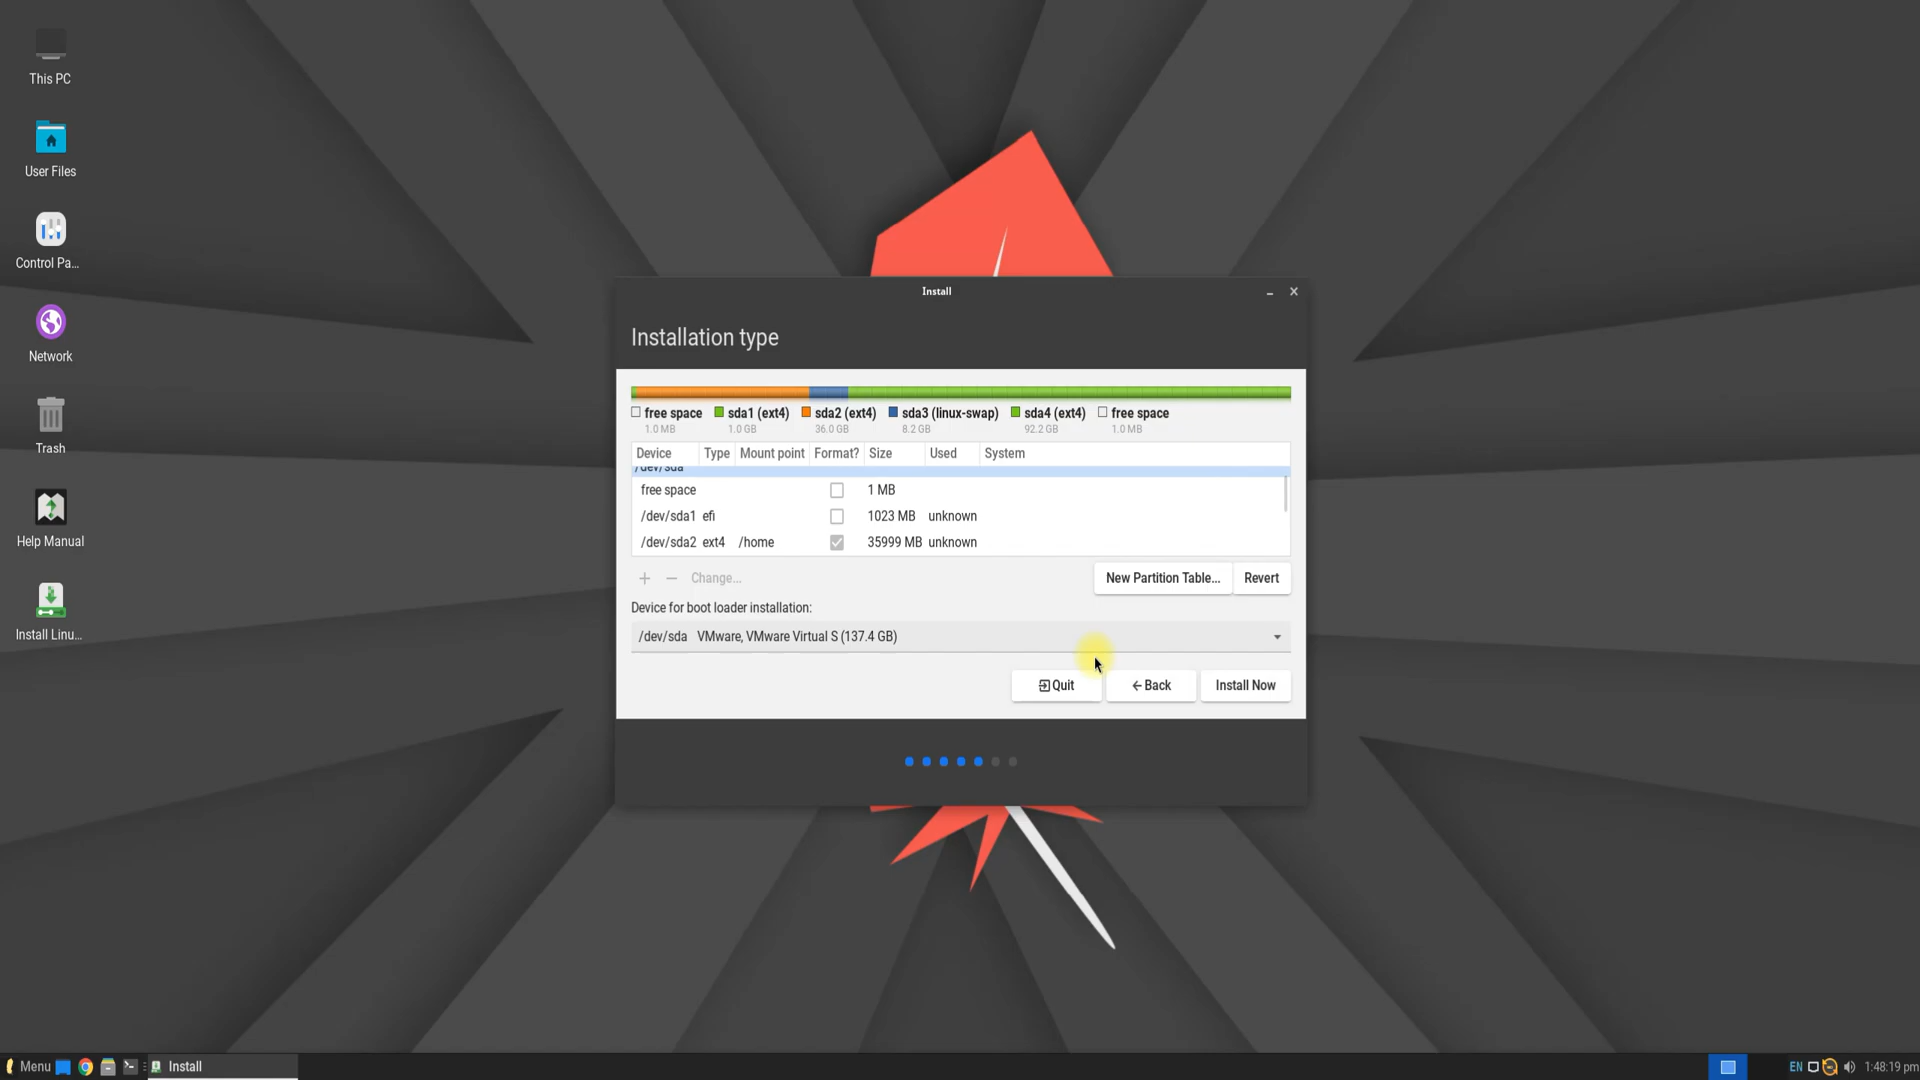 This PC
User Files
Control Pa...
Network
Trash
Help Manual
Install Linu...
Install
Installation type
free space sda1 (ext4) sda2 (ext4) sda3 (linux-swap) sda4 (ext4) free space
1.0 MB 1.0 GB 36.0 GB 8.2 GB 92.2 GB 1.0 MB
Device Type Mount point Format? Size Used System
/dev/sda
free space 1 MB
/dev/sda1 efi 1023 MB unknown
/dev/sda2 ext4 /home 35999 MB unknown
+ − Change... New Partition Table... Revert
Device for boot loader installation:
/dev/sda VMware, VMware Virtual S (137.4 GB)
Quit Back Install Now
Menu Install EN 1:48:19 pm